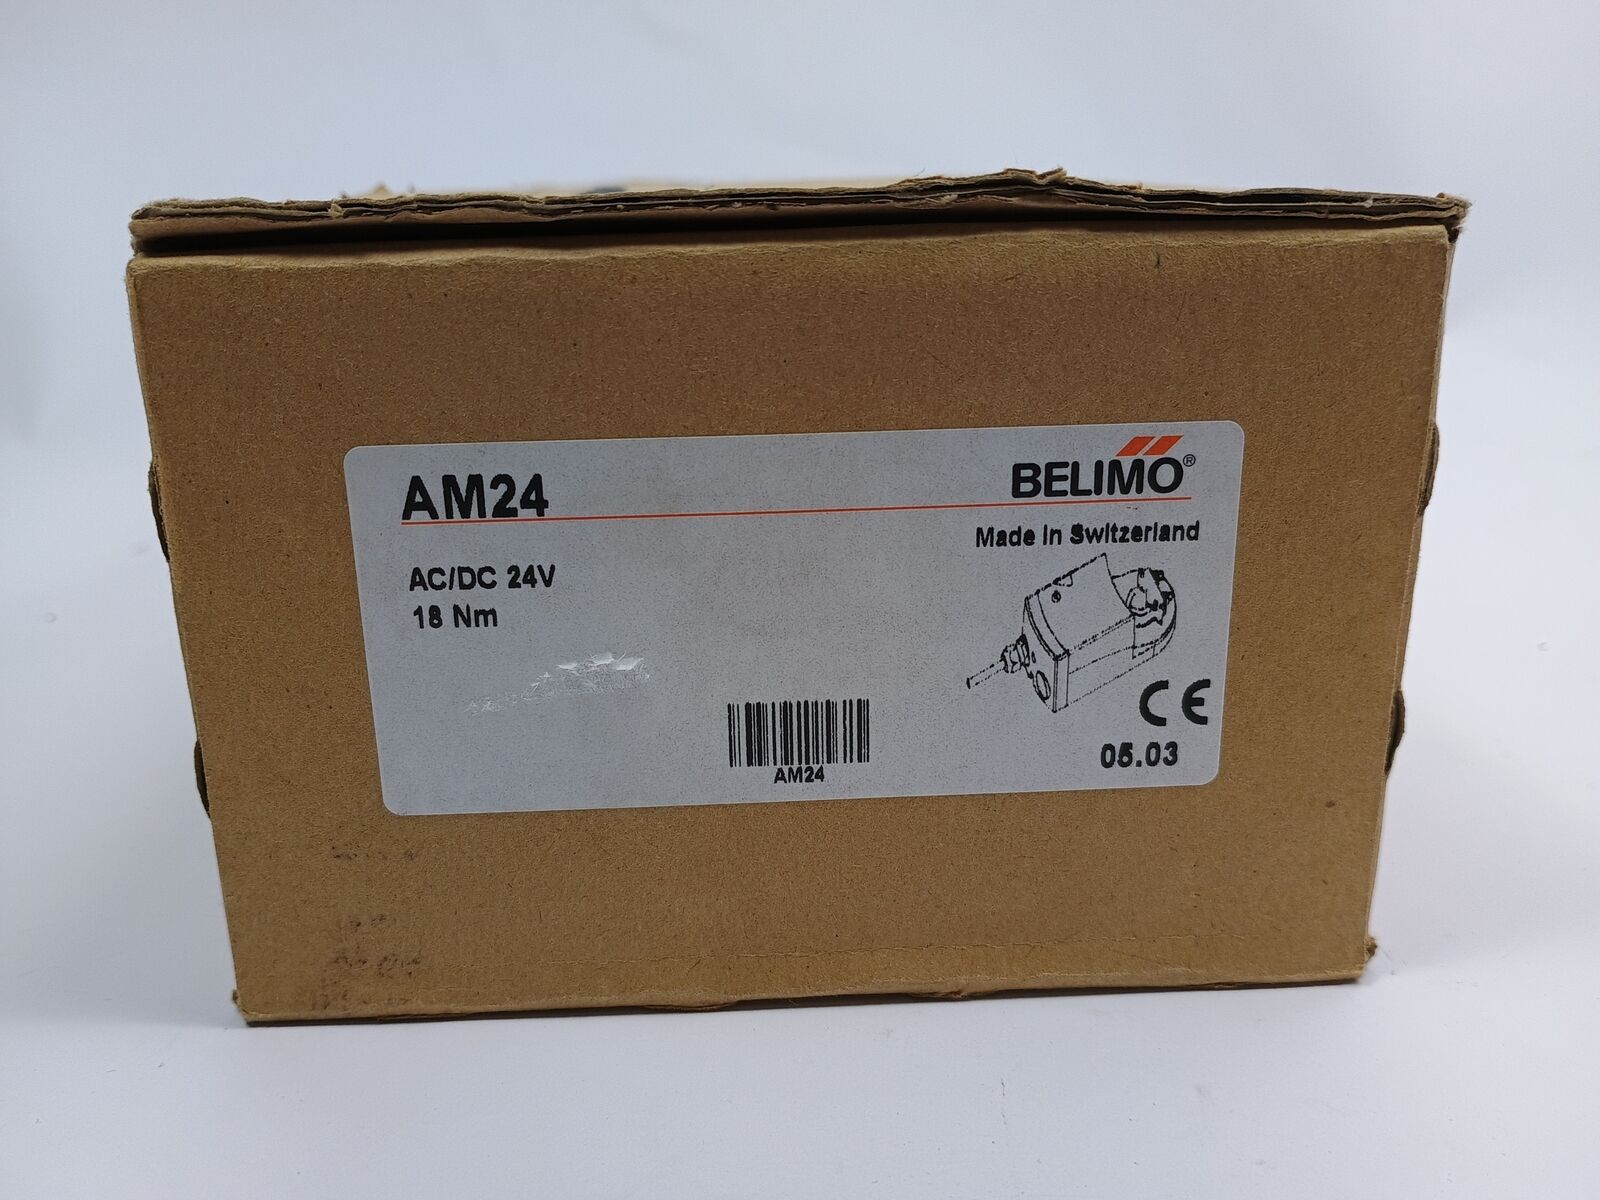 AM24
BELIMO®
Made in Switzerland
AC/DC 24V
18 Nm
CE
05.03
AM24